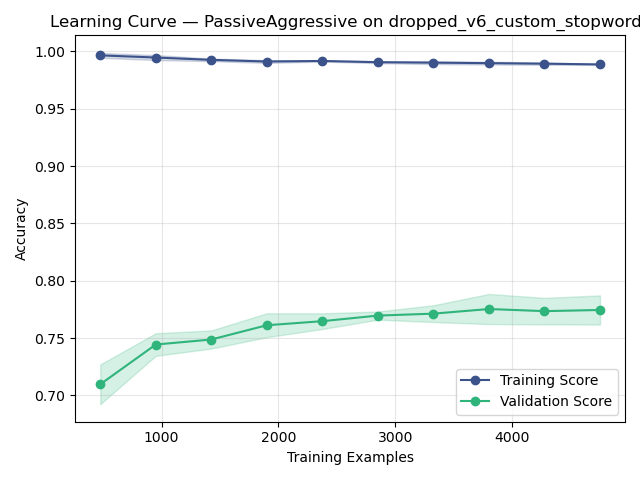 Learning Curve — PassiveAggressive on dropped_v6_custom_stopword
1.00
0.95
0.90
0.85
0.80
0.75
0.70
Accuracy
Training Score
Validation Score
1000
2000
3000
4000
Training Examples